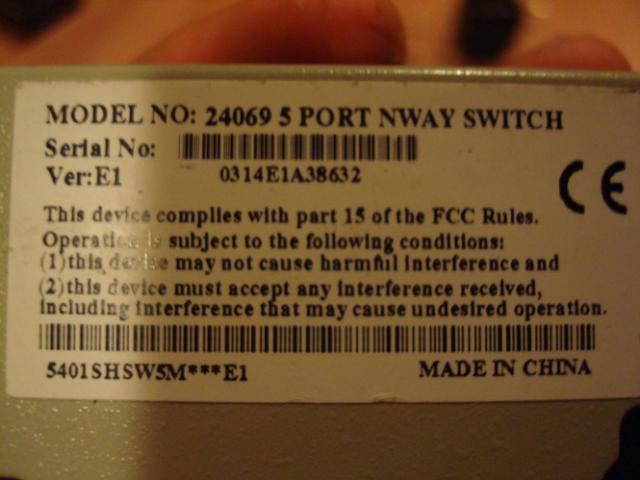 MODEL NO: 24069 5 PORT NWAY SWITCH
Serial No:
Ver:E1 0314E1A38632
CE
This device complies with part 15 of the FCC Rules.
Operation is subject to the following conditions:
(1)this device may not cause harmful interference and
(2)this device must accept any interference received,
including interference that may cause undesired operation.
5401SHSW5M***E1 MADE IN CHINA